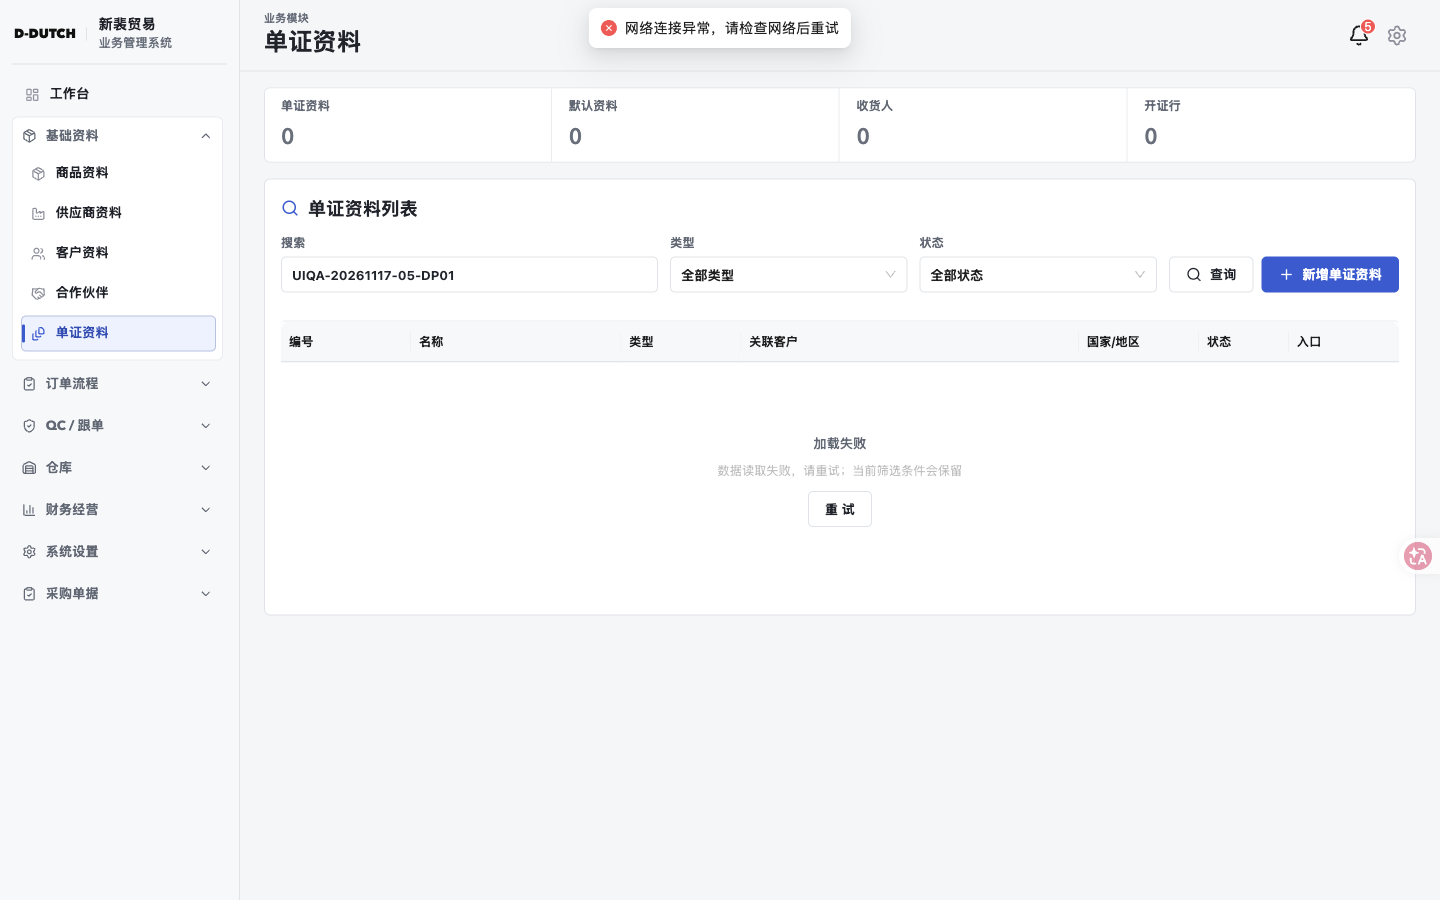 D-DUTCH
新裝贸易
业务管理系统
工作台
基础资料
商品资料
供应商资料
客户资料
合作伙伴
单证资料
订单流程
QC / 跟单
仓库
财务经营
系统设置
采购单据
业务模块
单证资料
网络连接异常，请检查网络后重试
5
单证资料
0
默认资料
0
收货人
0
开证行
0
单证资料列表
搜索
UIQA-20261117-05-DP01
类型
全部类型
状态
全部状态
查询
新增单证资料
编号 名称 类型 关联客户 国家/地区 状态 入口
加载失败
数据读取失败，请重试；当前筛选条件会保留
重 试